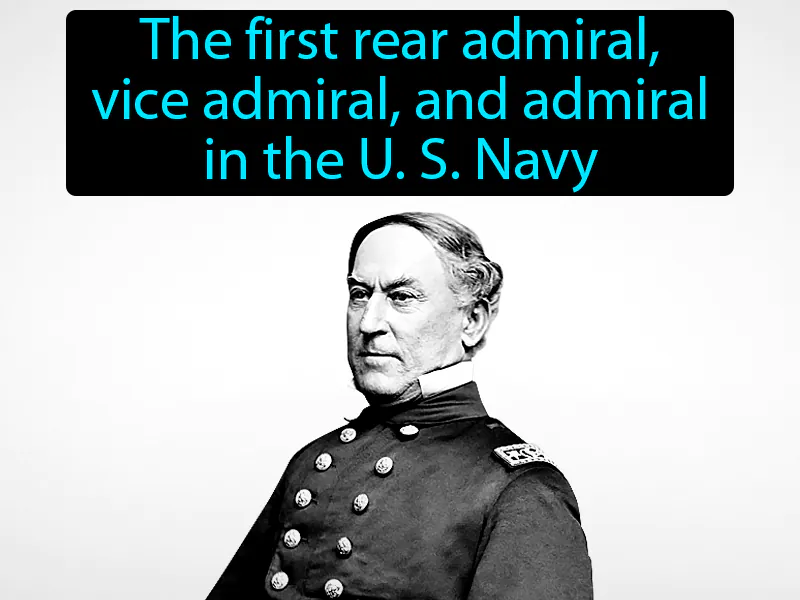 The first rear admiral,
vice admiral, and admiral
in the U. S. Navy